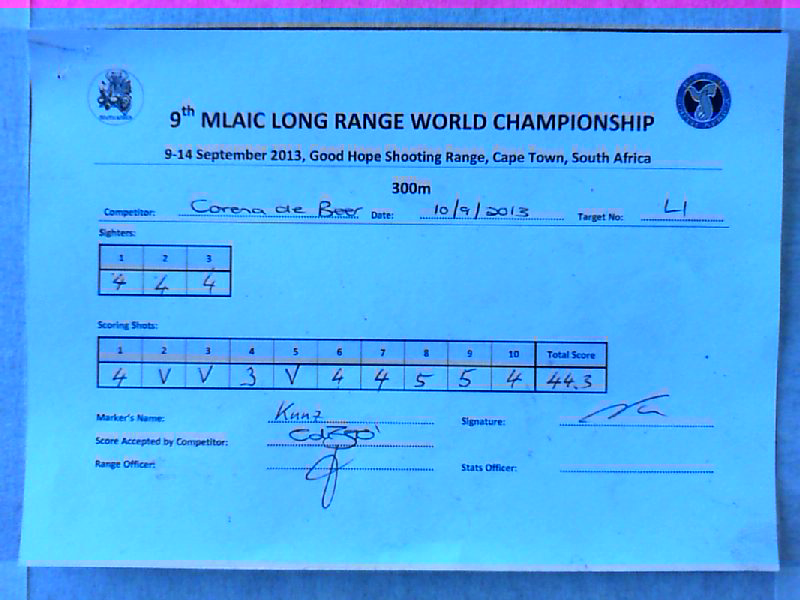 9th MLAIC LONG RANGE WORLD CHAMPIONSHIP
9-14 September 2013, Good Hope Shooting Range, Cape Town, South Africa
300m
Competitor: Corena de Beer Date: 10/9/2013 Target No: L1
Sighters:
1 2 3
4 4 4
Scoring Shots:
1 2 3 4 5 6 7 8 9 10 Total Score
4 V V 3 V 4 4 5 5 4 44.3
Marker's Name: Kunz Signature:
Score Accepted by Competitor:
Range Officer: Stats Officer: